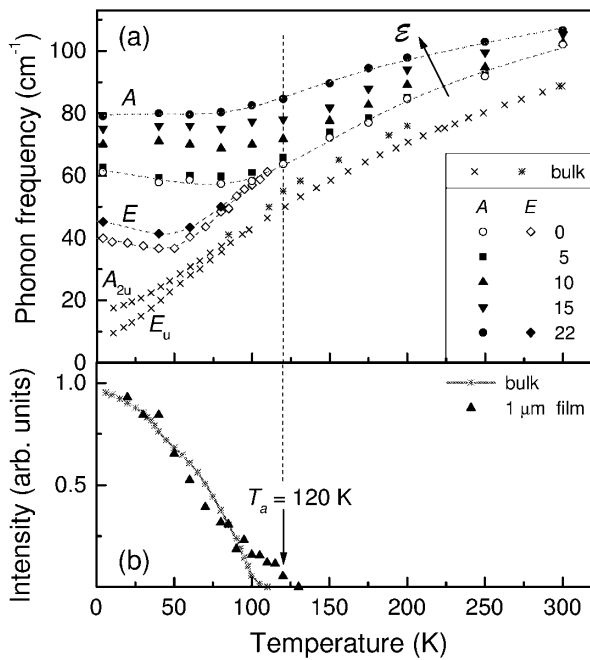 (a)
ℰ
A
E
A2u
Eu
Phonon frequency (cm-1)
100
80
60
40
20
0
bulk
A E
0
5
10
15
22
(b)
bulk
1 μm film
Ta = 120 K
Intensity (arb. units)
1.0
0.5
0 50 100 150 200 250 300
Temperature (K)